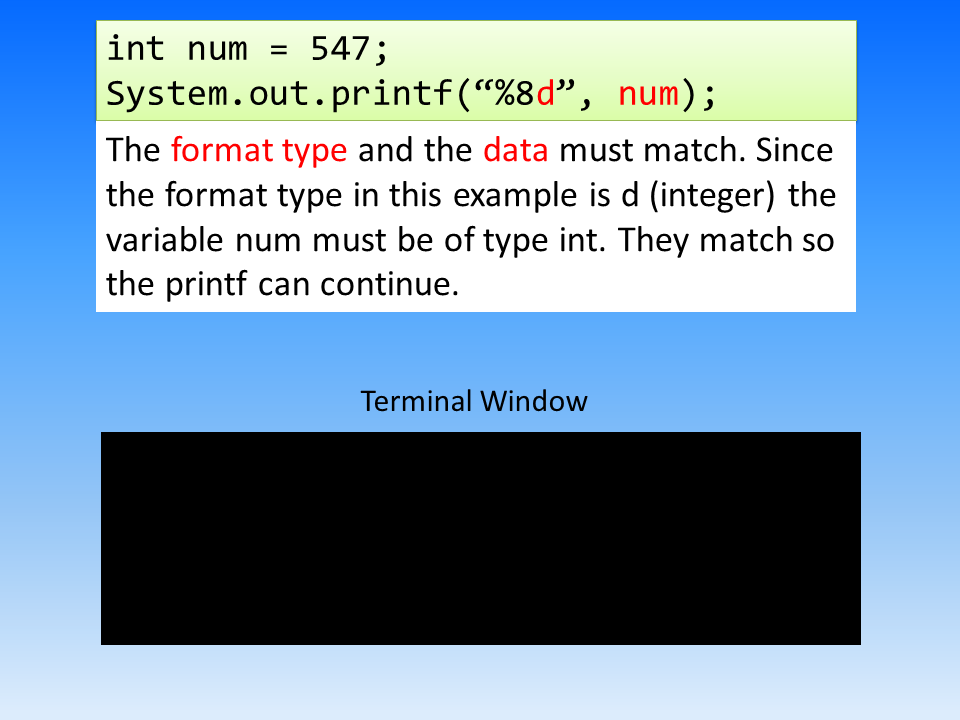 int num = 547;
System.out.printf(“%8d”, num);
The format type and the data must match. Since
the format type in this example is d (integer) the
variable num must be of type int. They match so
the printf can continue.
Terminal Window